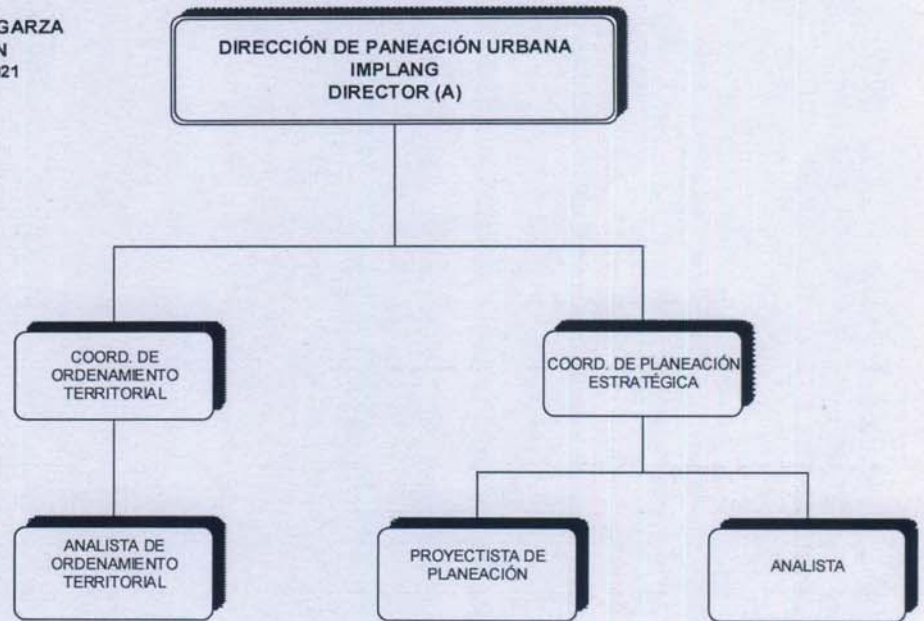 GARZA
DIRECCIÓN DE PANEACIÓN URBANA
IMPLANG
DIRECTOR (A)
COORD. DE
ORDENAMIENTO
TERRITORIAL
COORD. DE PLANEACIÓN
ESTRATÉGICA
ANALISTA DE
ORDENAMIENTO
TERRITORIAL
PROYECTISTA DE
PLANEACIÓN
ANALISTA